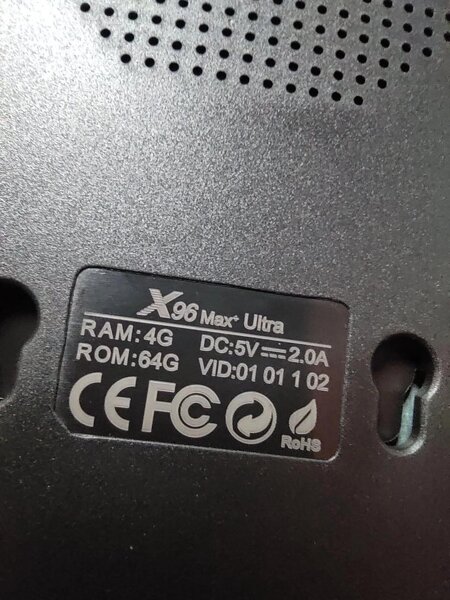 X96 Max+ Ultra
RAM: 4G DC:5V⎓2.0A
ROM:64G VID:01 01 1 02
CE FC
RoHS